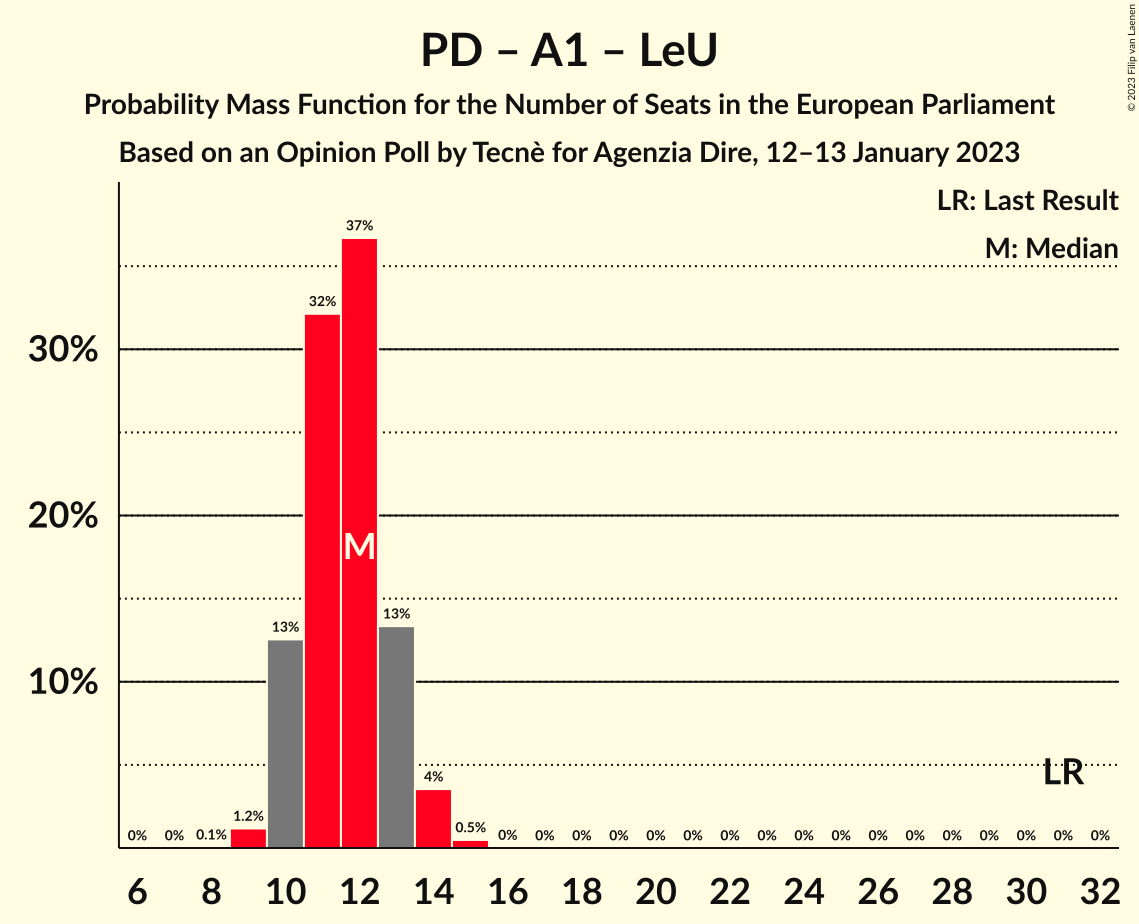 PD – A1 – LeU
Probability Mass Function for the Number of Seats in the European Parliament
Based on an Opinion Poll by Tecnè for Agenzia Dire, 12–13 January 2023
© 2023 Filip van Laenen
LR: Last Result
M: Median
30%
20%
10%
0% 0% 0.1% 1.2% 13% 32% 37% 13% 4% 0.5% 0% 0% 0% 0% 0% 0% 0% 0% 0% 0% 0% 0% 0% 0% 0% 0% 0%
M
LR
6 8 10 12 14 16 18 20 22 24 26 28 30 32